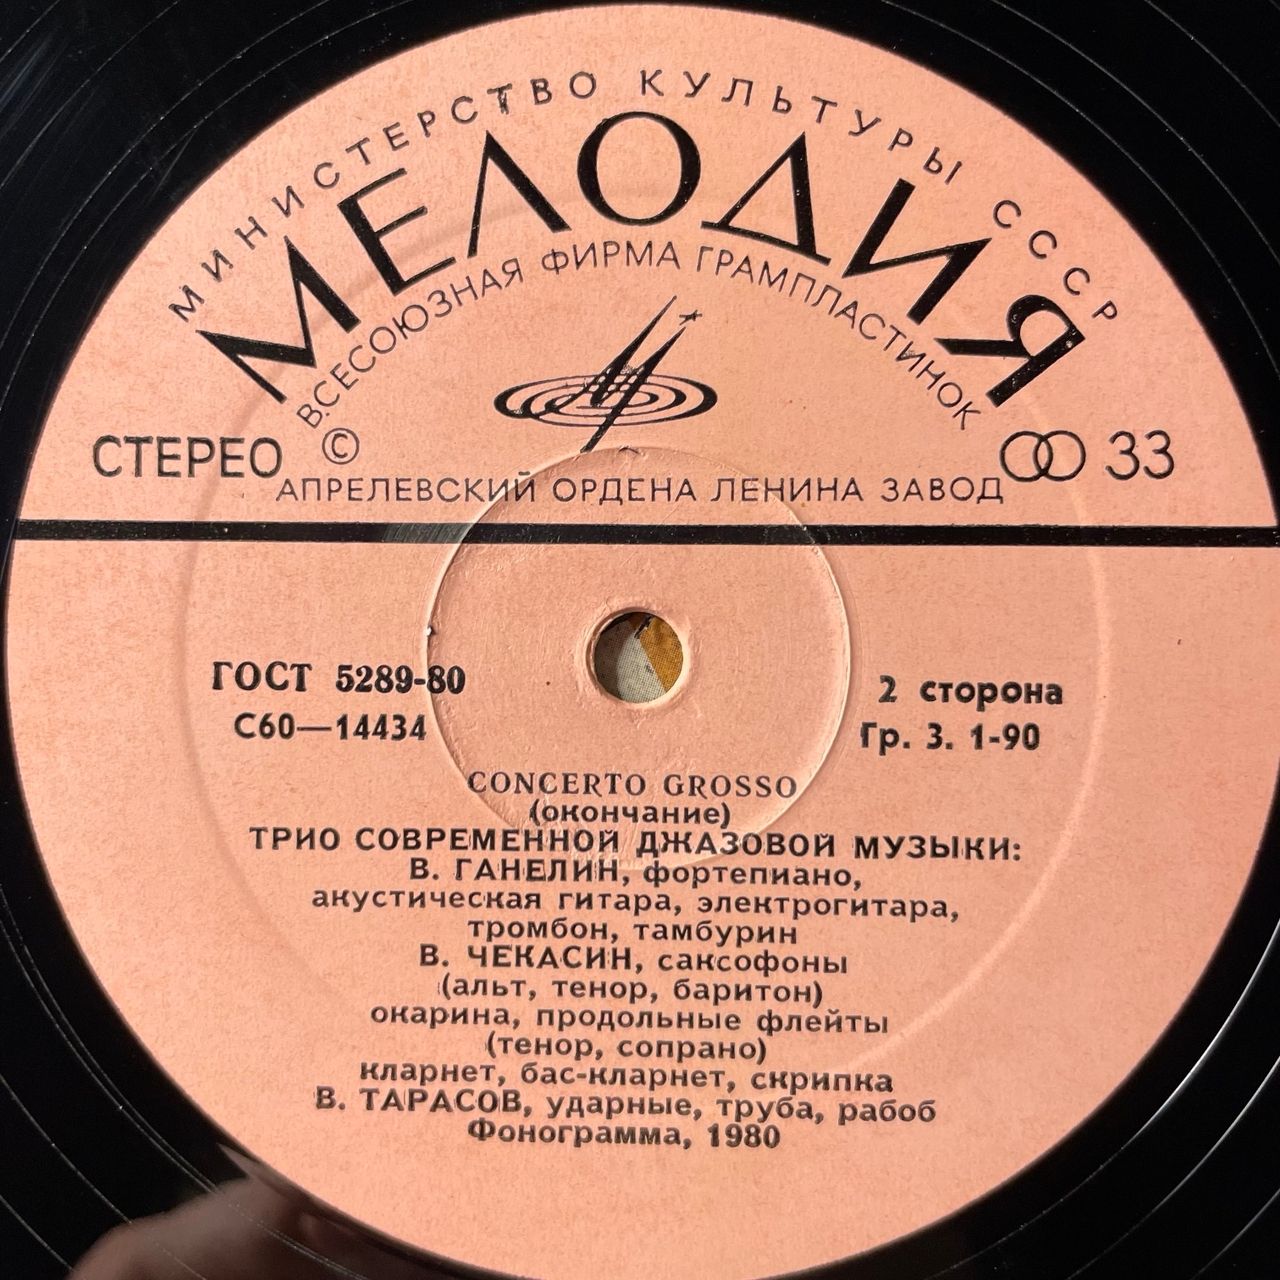 МИНИСТЕРСТВО КУЛЬТУРЫ СССР
МЕЛОДИЯ
ВСЕСОЮЗНАЯ ФИРМА ГРАМПЛАСТИНОК
СТЕРЕО © 33
АПРЕЛЕВСКИЙ ОРДЕНА ЛЕНИНА ЗАВОД
ГОСТ 5289-80 2 сторона
С60—14434 Гр. 3. 1-90
CONCERTO GROSSO
(окончание)
ТРИО СОВРЕМЕННОЙ ДЖАЗОВОЙ МУЗЫКИ:
В. ГАНЕЛИН, фортепиано,
акустическая гитара, электрогитара,
тромбон, тамбурин
В. ЧЕКАСИН, саксофоны
(альт, тенор, баритон)
окарина, продольные флейты
(тенор, сопрано)
кларнет, бас-кларнет, скрипка
В. ТАРАСОВ, ударные, труба, рабоб
Фонограмма, 1980